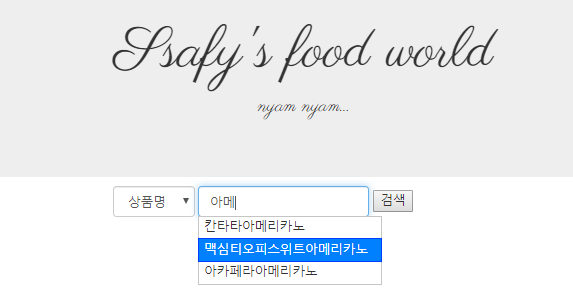 Ssafy's food world
nyam nyam...
상품명 아메 검색
칸타타아메리카노
맥심티오피스위트아메리카노
아카페라아메리카노